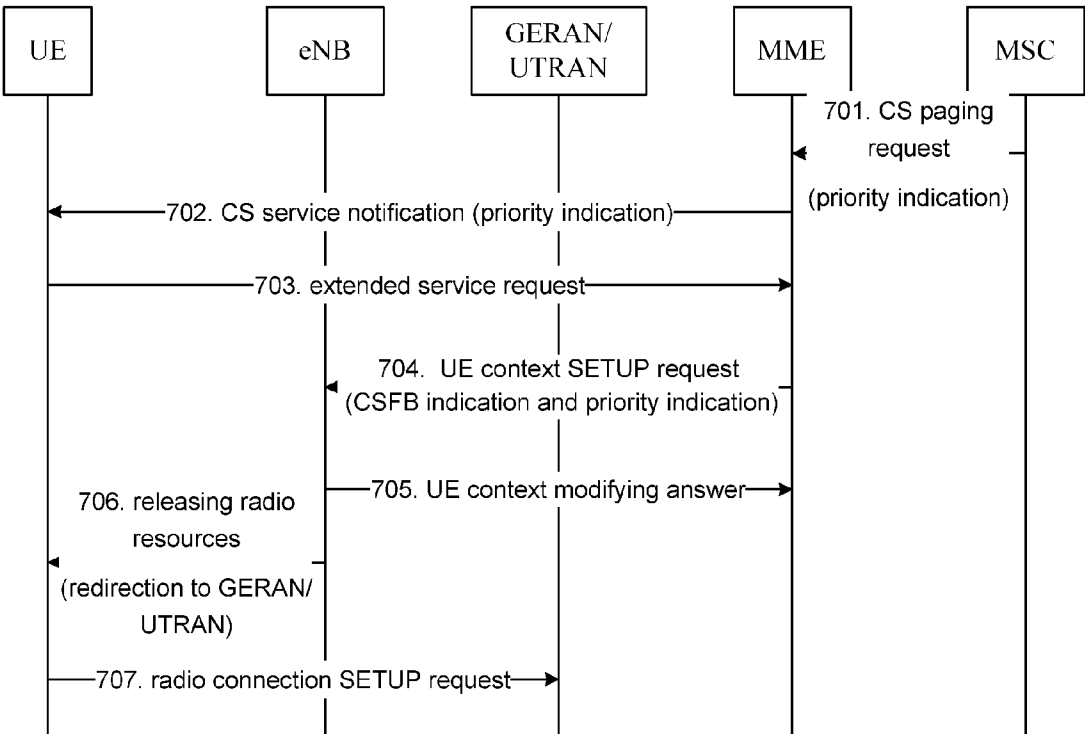 UE
eNB
GERAN/
UTRAN
MME
MSC
701. CS paging
request
(priority indication)
702. CS service notification (priority indication)
703. extended service request
704. UE context SETUP request
(CSFB indication and priority indication)
705. UE context modifying answer
706. releasing radio
resources
(redirection to GERAN/
UTRAN)
707. radio connection SETUP request